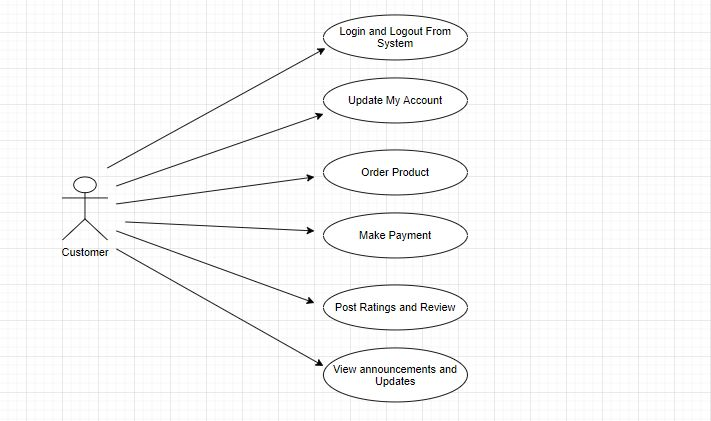 Login and Logout From
System
Update My Account
Order Product
Make Payment
Customer
Post Ratings and Review
View announcements and
Updates